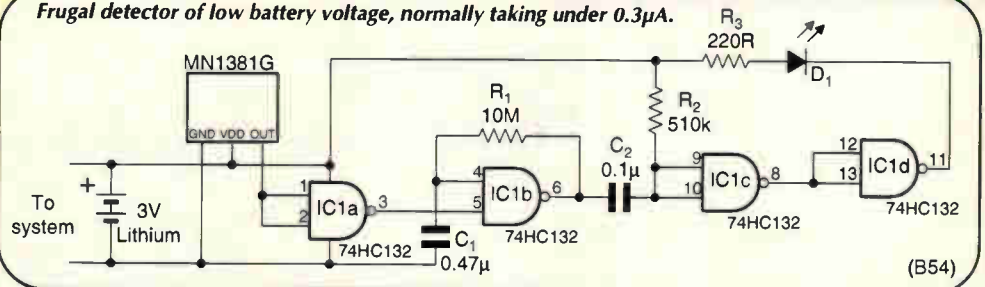 Frugal detector of low battery voltage, normally taking under 0.3µA.
MN1381G
GND VDD OUT
R3
220R
D1
R1
10M
R2
510k
C2
0.1µ
1
2
3
IC1a
74HC132
4
5
6
IC1b
74HC132
9
10
8
IC1c
74HC132
12
13
11
IC1d
74HC132
To
system
+
3V
Lithium
C1
0.47µ
(B54)